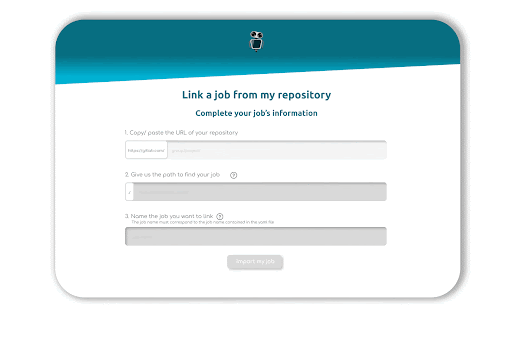 Link a job from my repository
Complete your job's information
1. Copy/ paste the URL of your repository
https://github.com/
2. Give us the path to find your job ?
/
3. Name the job you want to link ?
The job name must correspond to the job name contained in the yaml file
Import my job